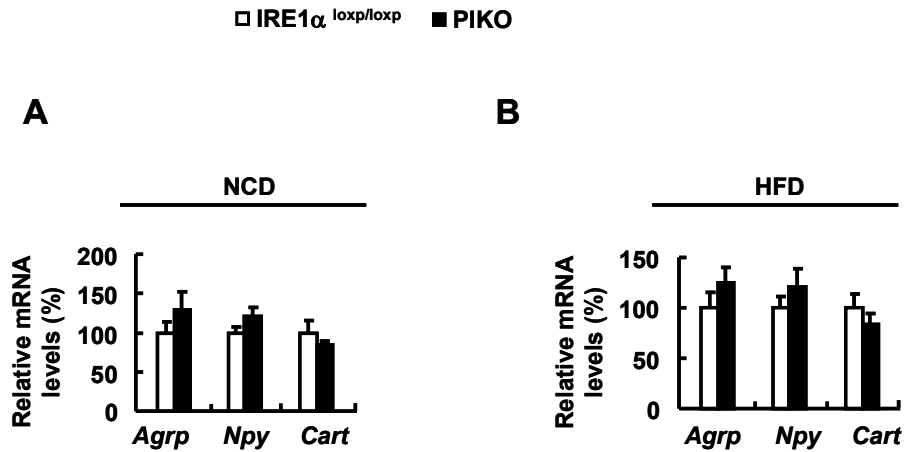 IRE1α loxp/loxp PIKO
A
B
NCD
HFD
Relative mRNA
levels (%)
200
150
100
50
0
Agrp Npy Cart
Relative mRNA
levels (%)
150
100
50
0
Agrp Npy Cart